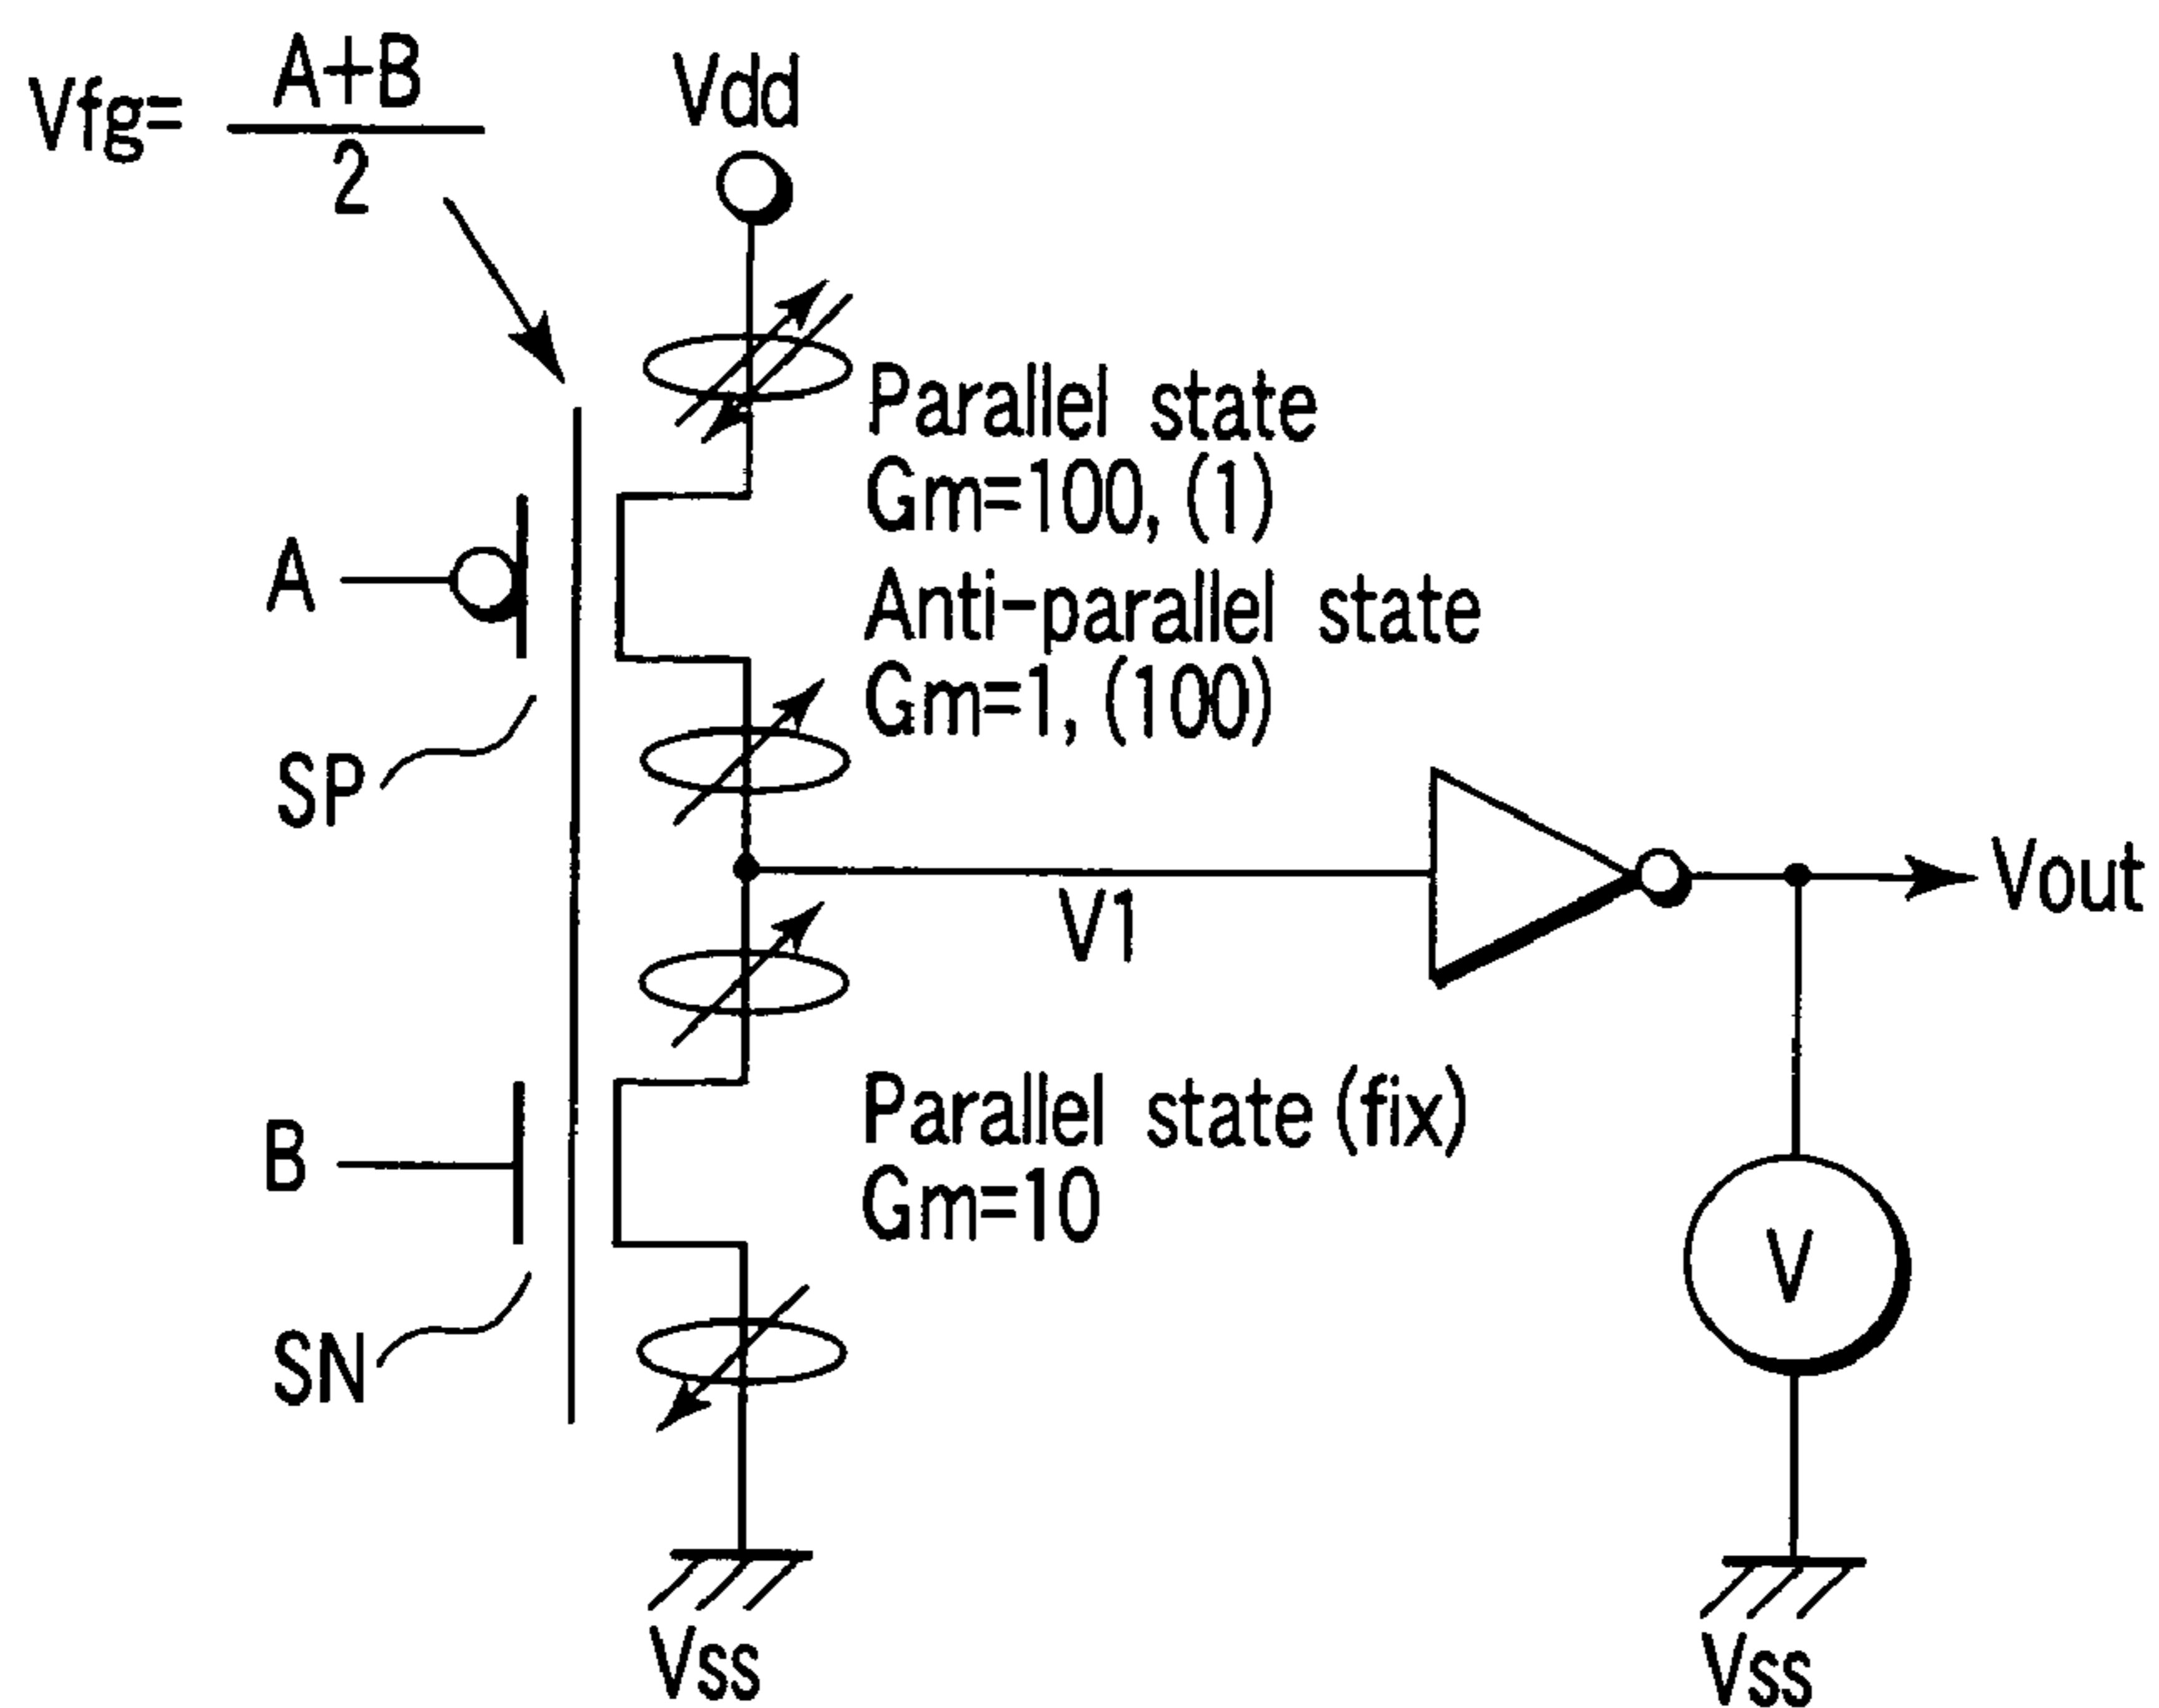 Vfg=
A+B
2
Vdd
Parallel state
Gm=100, (1)
A
Anti-parallel state
Gm=1, (100)
SP
V1
Vout
B
Parallel state (fix)
Gm=10
V
SN
Vss
Vss